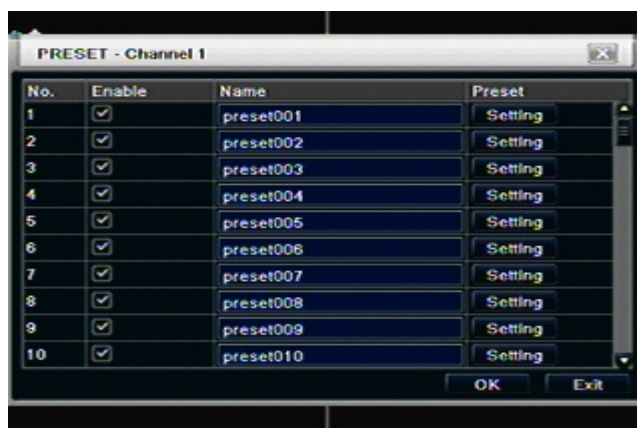 PRESET - Channel 1
No. Enable Name Preset
1 preset001 Setting
2 preset002 Setting
3 preset003 Setting
4 preset004 Setting
5 preset005 Setting
6 preset006 Setting
7 preset007 Setting
8 preset008 Setting
9 preset009 Setting
10 preset010 Setting
OK Exit